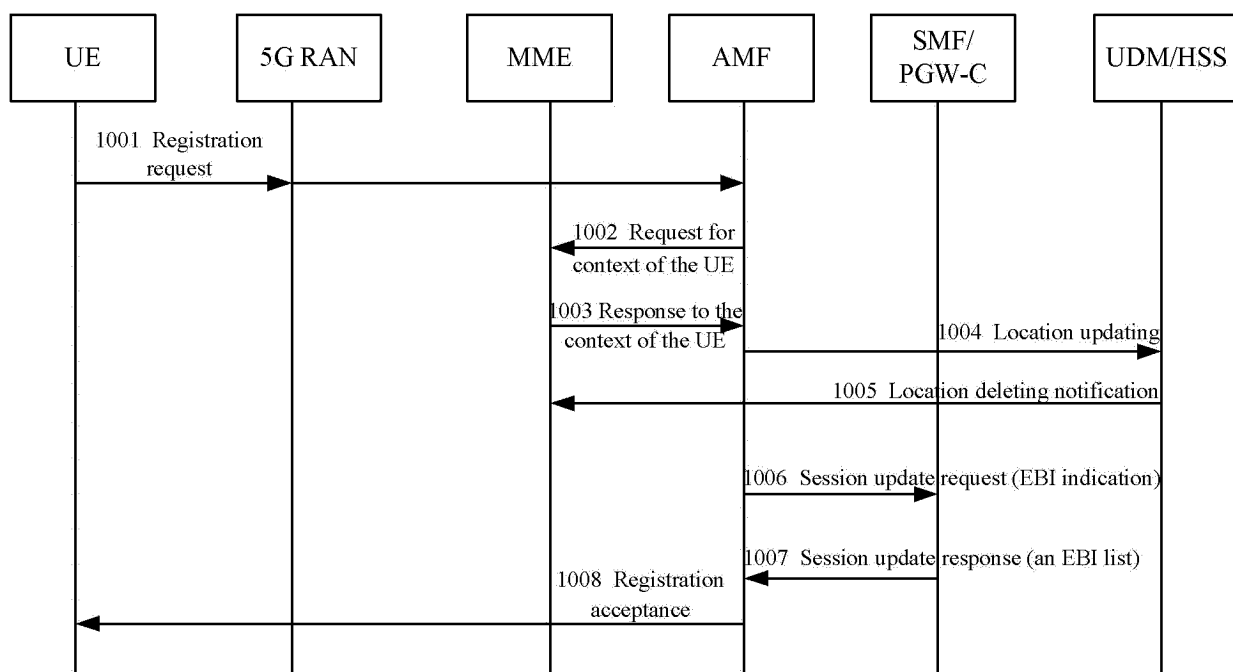 UE
5G RAN
MME
AMF
SMF/
PGW-C
UDM/HSS
1001 Registration
request
1002 Request for
context of the UE
1003 Response to the
context of the UE
1004 Location updating
1005 Location deleting notification
1006 Session update request (EBI indication)
1007 Session update response (an EBI list)
1008 Registration
acceptance